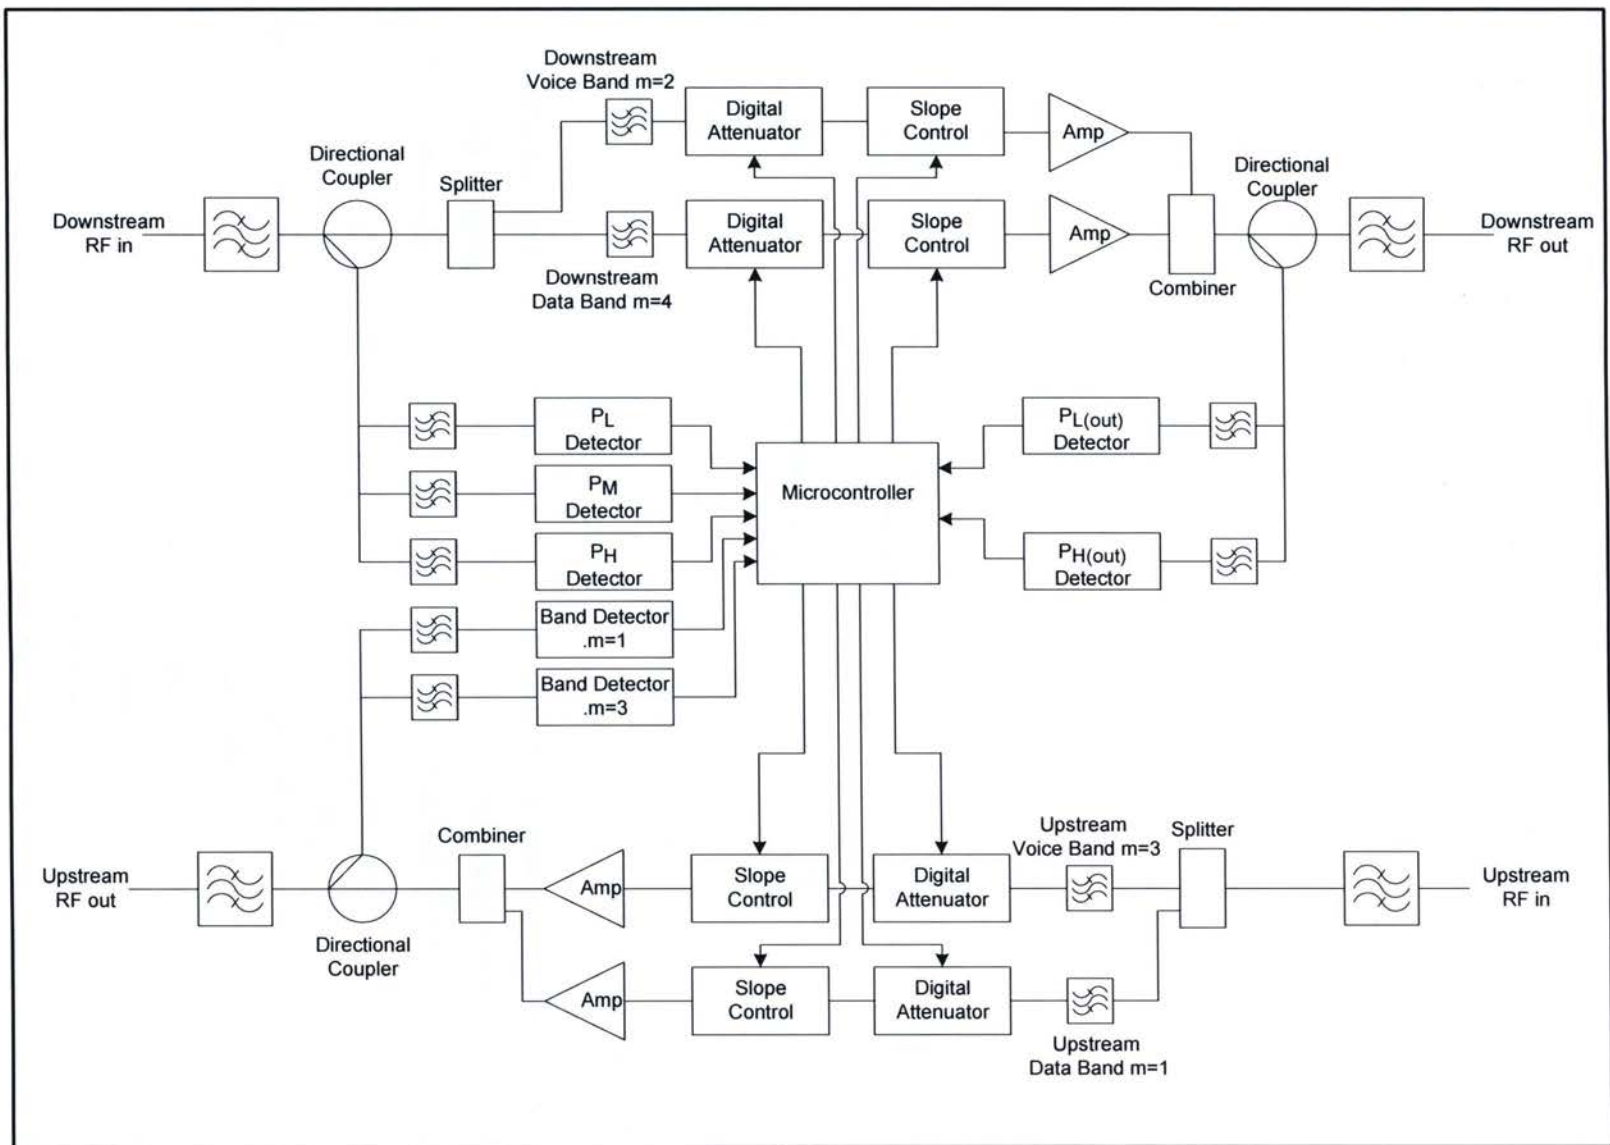 Downstream
Voice Band m=2
Digital
Attenuator
Slope
Control
Amp
Directional
Coupler
Splitter
Directional
Coupler
Downstream
RF in
Digital
Attenuator
Slope
Control
Amp
Downstream
RF out
Downstream
Data Band m=4
Combiner
PL
Detector
PL(out)
Detector
PM
Detector
Microcontroller
PH
Detector
PH(out)
Detector
Band Detector
.m=1
Band Detector
.m=3
Combiner
Upstream
Voice Band m=3
Splitter
Upstream
RF out
Amp
Slope
Control
Digital
Attenuator
Upstream
RF in
Directional
Coupler
Amp
Slope
Control
Digital
Attenuator
Upstream
Data Band m=1